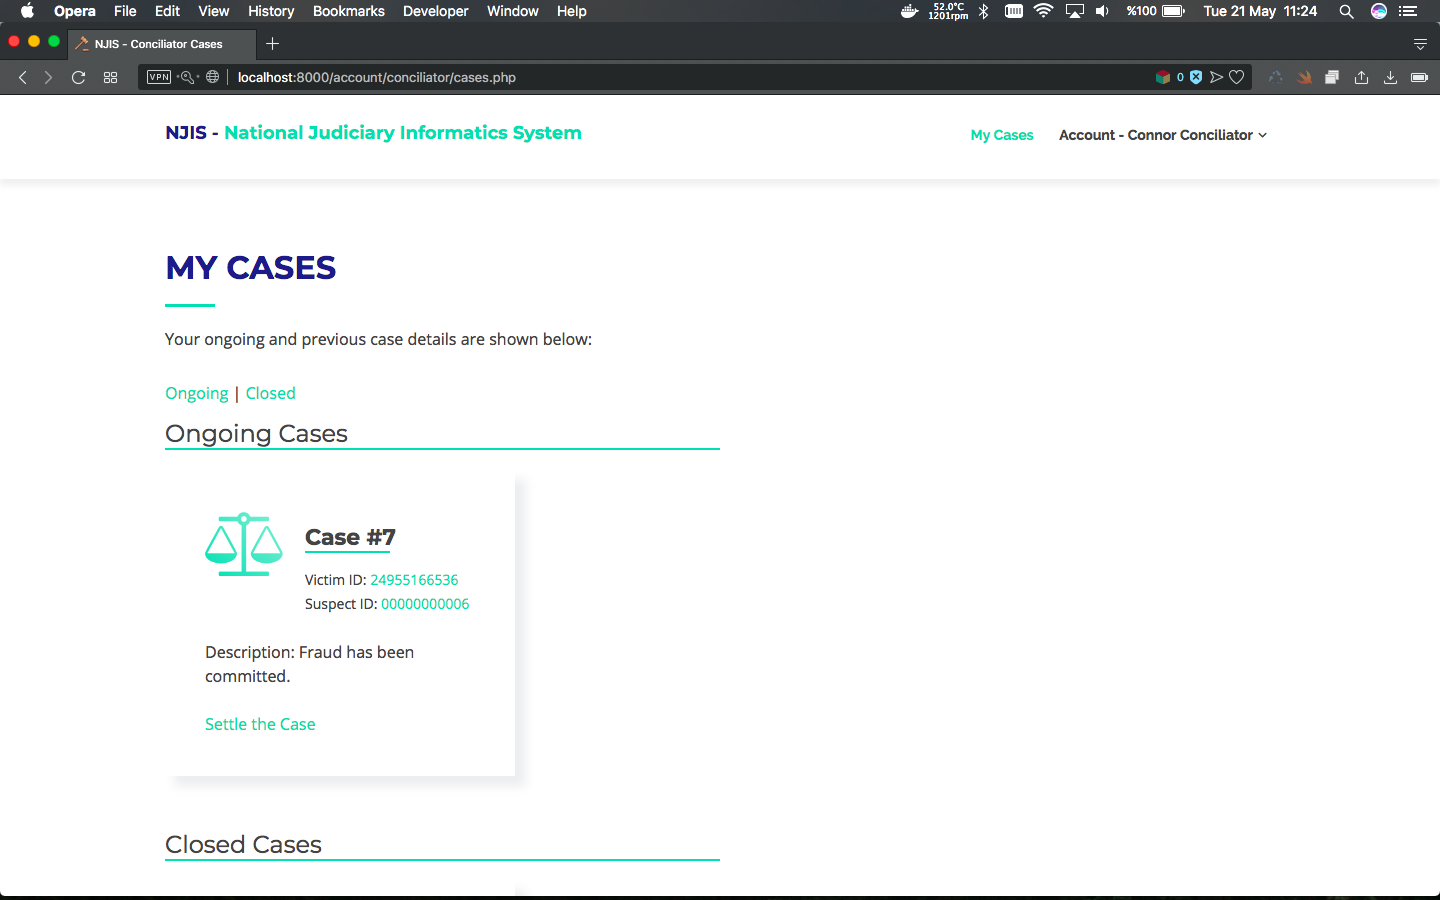 Opera File Edit View History Bookmarks Developer Window Help 52.0°C 1201rpm %100 Tue 21 May 11:24
NJIS - Conciliator Cases
VPN localhost:8000/account/conciliator/cases.php 0
NJIS - National Judiciary Informatics System My Cases Account - Connor Conciliator
MY CASES
Your ongoing and previous case details are shown below:
Ongoing | Closed
Ongoing Cases
Case #7
Victim ID: 24955166536
Suspect ID: 00000000006
Description: Fraud has been
committed.
Settle the Case
Closed Cases